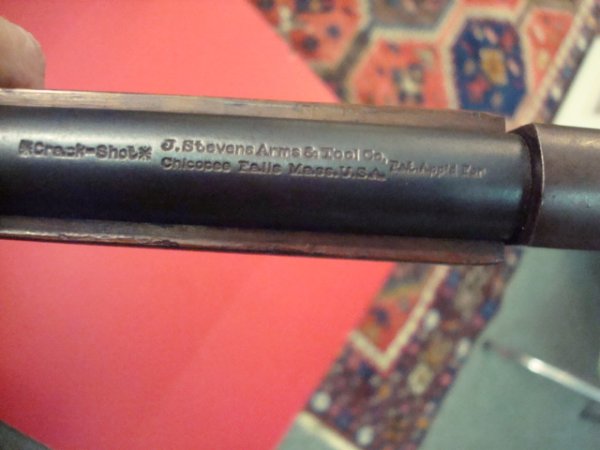 *Crack-Shot*
J. Stevens Arms & Tool Co.
Chicopee Falls Mass. U.S.A. Pat. App'd For